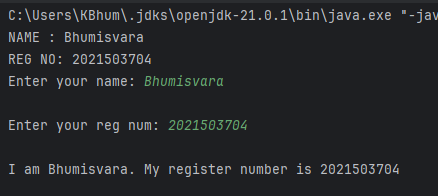 C:\Users\KBhum\.jdks\openjdk-21.0.1\bin\java.exe "-jav
NAME : Bhumisvara
REG NO: 2021503704
Enter your name: Bhumisvara
Enter your reg num: 2021503704
I am Bhumisvara. My register number is 2021503704